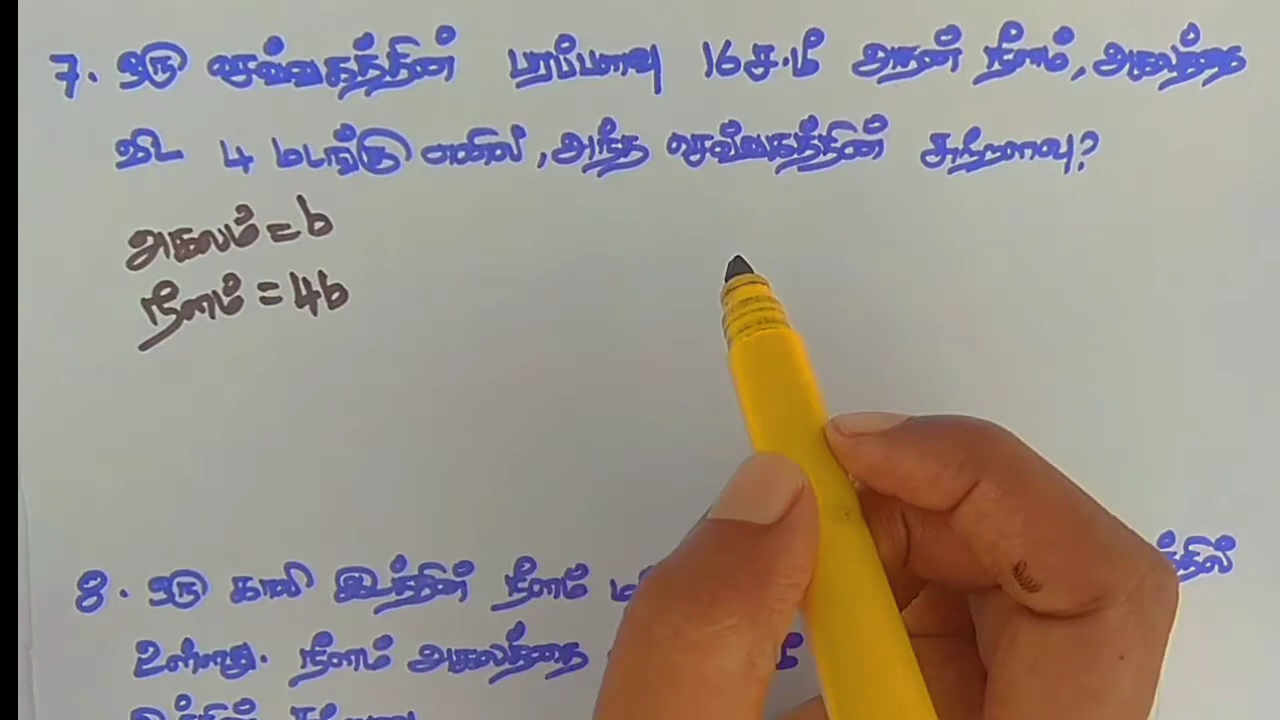 7. ஒரு செவ்வகத்தின் பரப்பளவு 16 ச.மீ அதன் நீளம், அகலத்தை
விட 4 மடங்கு எனில், அந்த செவ்வகத்தின் சுற்றளவு?
அகலம் = b
நீளம் = 4b
8. ஒரு காலி இடத்தின் நீளம்
உள்ளது. நீளம் அகலத்தை